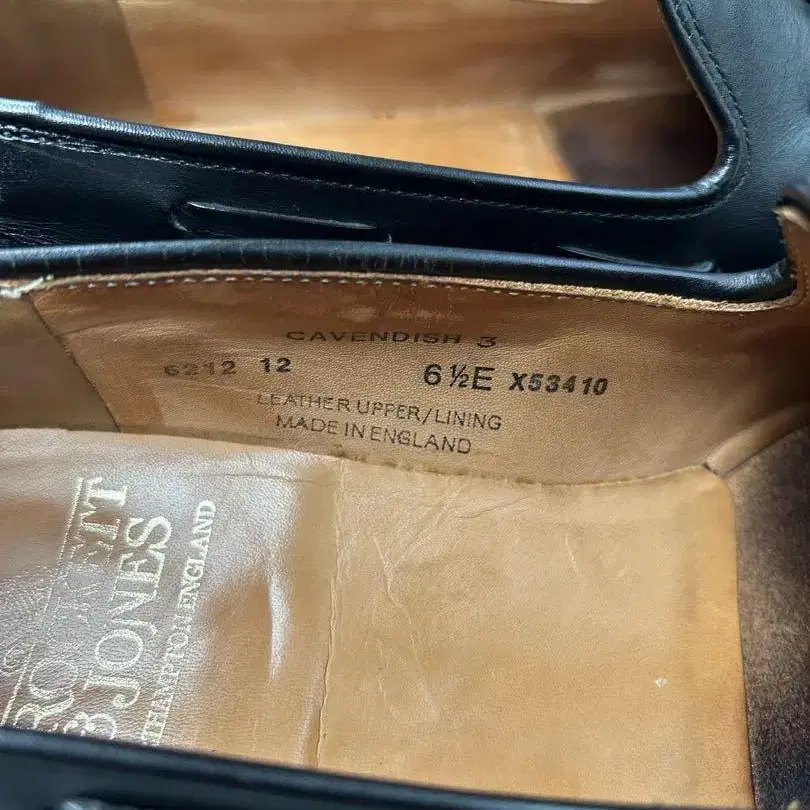 CAVENDISH 3
6212 12 6½E X53410
LEATHER UPPER/LINING
MADE IN ENGLAND
& JONES
ENGLAND